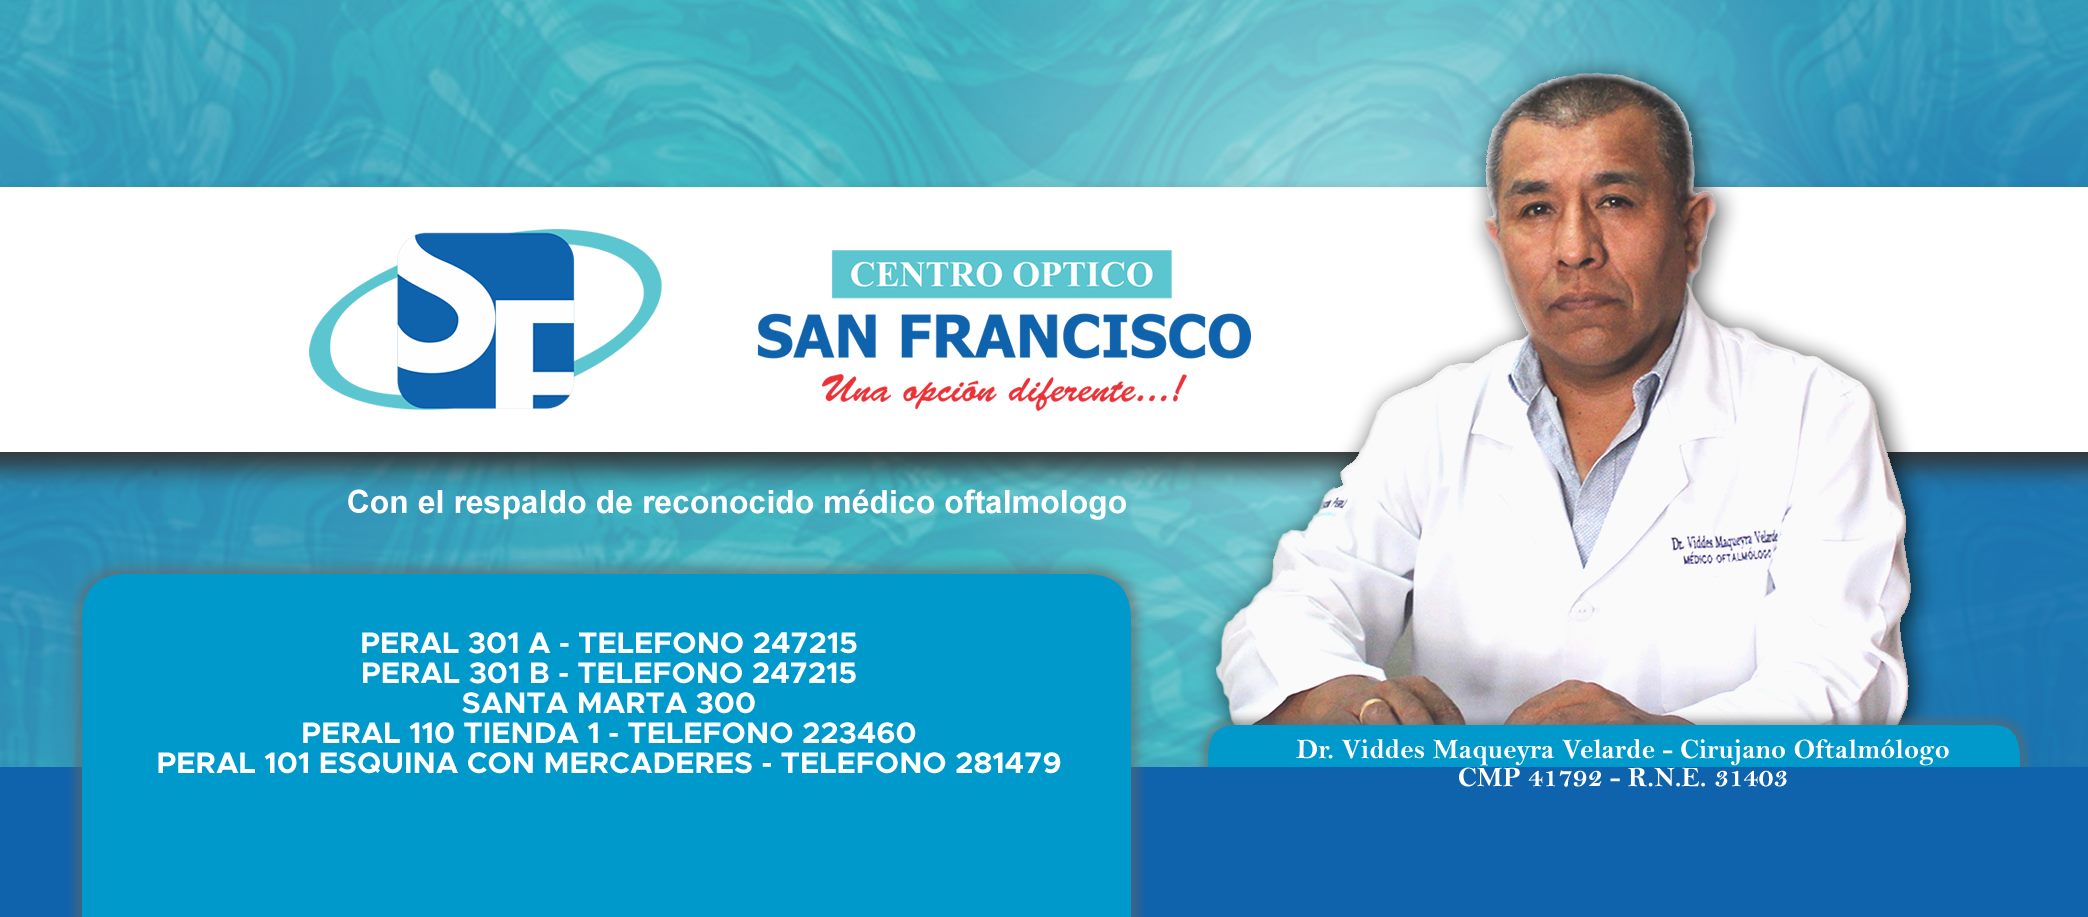 SF
CENTRO OPTICO
SAN FRANCISCO
Una opción diferente...!
Con el respaldo de reconocido médico oftalmologo
PERAL 301 A - TELEFONO 247215
PERAL 301 B - TELEFONO 247215
SANTA MARTA 300
PERAL 110 TIENDA 1 - TELEFONO 223460
PERAL 101 ESQUINA CON MERCADERES - TELEFONO 281479
Dr. Viddes Maqueyra Velarde
MÉDICO OFTALMÓLOGO
Dr. Viddes Maqueyra Velarde - Cirujano Oftalmólogo
CMP 41792 - R.N.E. 31403